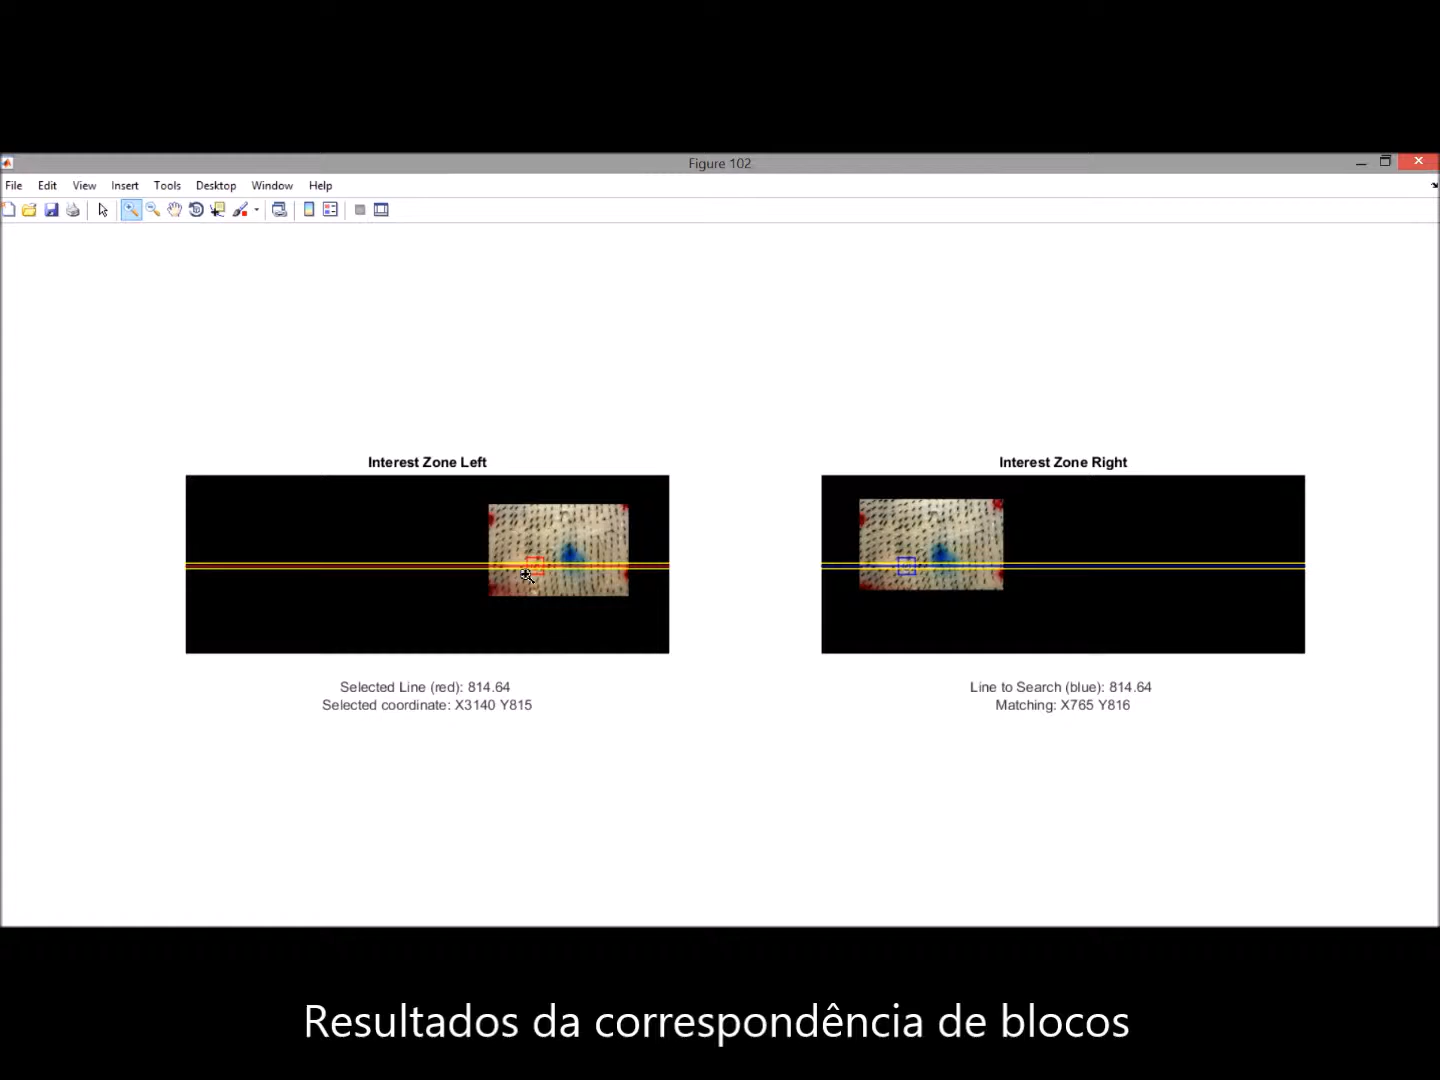 Figure 102
File Edit View Insert Tools Desktop Window Help
Interest Zone Left
Interest Zone Right
Selected Line (red): 814.64
Selected coordinate: X3140 Y815
Line to Search (blue): 814.64
Matching: X765 Y816
Resultados da correspondência de blocos